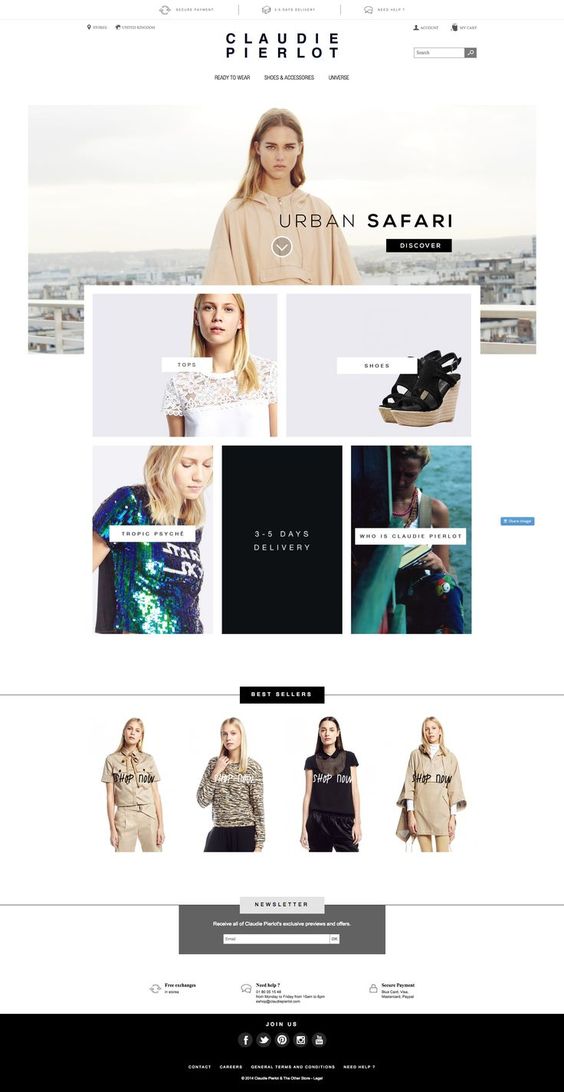 SECURE PAYMENT
3-5 DAYS DELIVERY
NEED HELP ?
STORES
UNITED KINGDOM
ACCOUNT
MY CART
CLAUDIE
PIERLOT
Search
READY TO WEAR
SHOES & ACCESSORIES
UNIVERSE
URBAN SAFARI
DISCOVER
TOPS
SHOES
TROPIC PSYCHÉ
STAR
SKY
3-5 DAYS
DELIVERY
WHO IS CLAUDIE PIERLOT
Share Image
BEST SELLERS
SHOP NOW
SHOP NOW
SHOP NOW
SHOP NOW
NEWSLETTER
Receive all of Claudie Pierlot's exclusive previews and offers.
Email
OK
Free exchanges
in stores
Need help ?
01 80 05 15 48
from Monday to Friday from 10am to 6pm
eshop@claudiepierlot.com
Secure Payment
Blue Card, Visa,
Mastercard, Paypal
JOIN US
You
Tube
CONTACT
CAREERS
GENERAL TERMS AND CONDITIONS
NEED HELP ?
© 2014 Claudie Pierlot & The Other Store - Legal